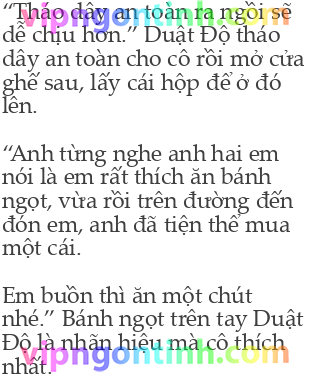 “Tháo dây an toàn ra ngồi sẽ
dễ chịu hơn.” Duật Độ tháo
dây an toàn cho cô rồi mở cửa
ghế sau, lấy cái hộp để ở đó
lên.
“Anh từng nghe anh hai em
nói là em rất thích ăn bánh
ngọt, vừa rồi trên đường đến
đón em, anh đã tiện thể mua
một cái.
Em buồn thì ăn một chút
nhé.” Bánh ngọt trên tay Duật
Độ là nhãn hiệu mà cô thích
nhất.
vipngontinh.com
vipngontinh.com